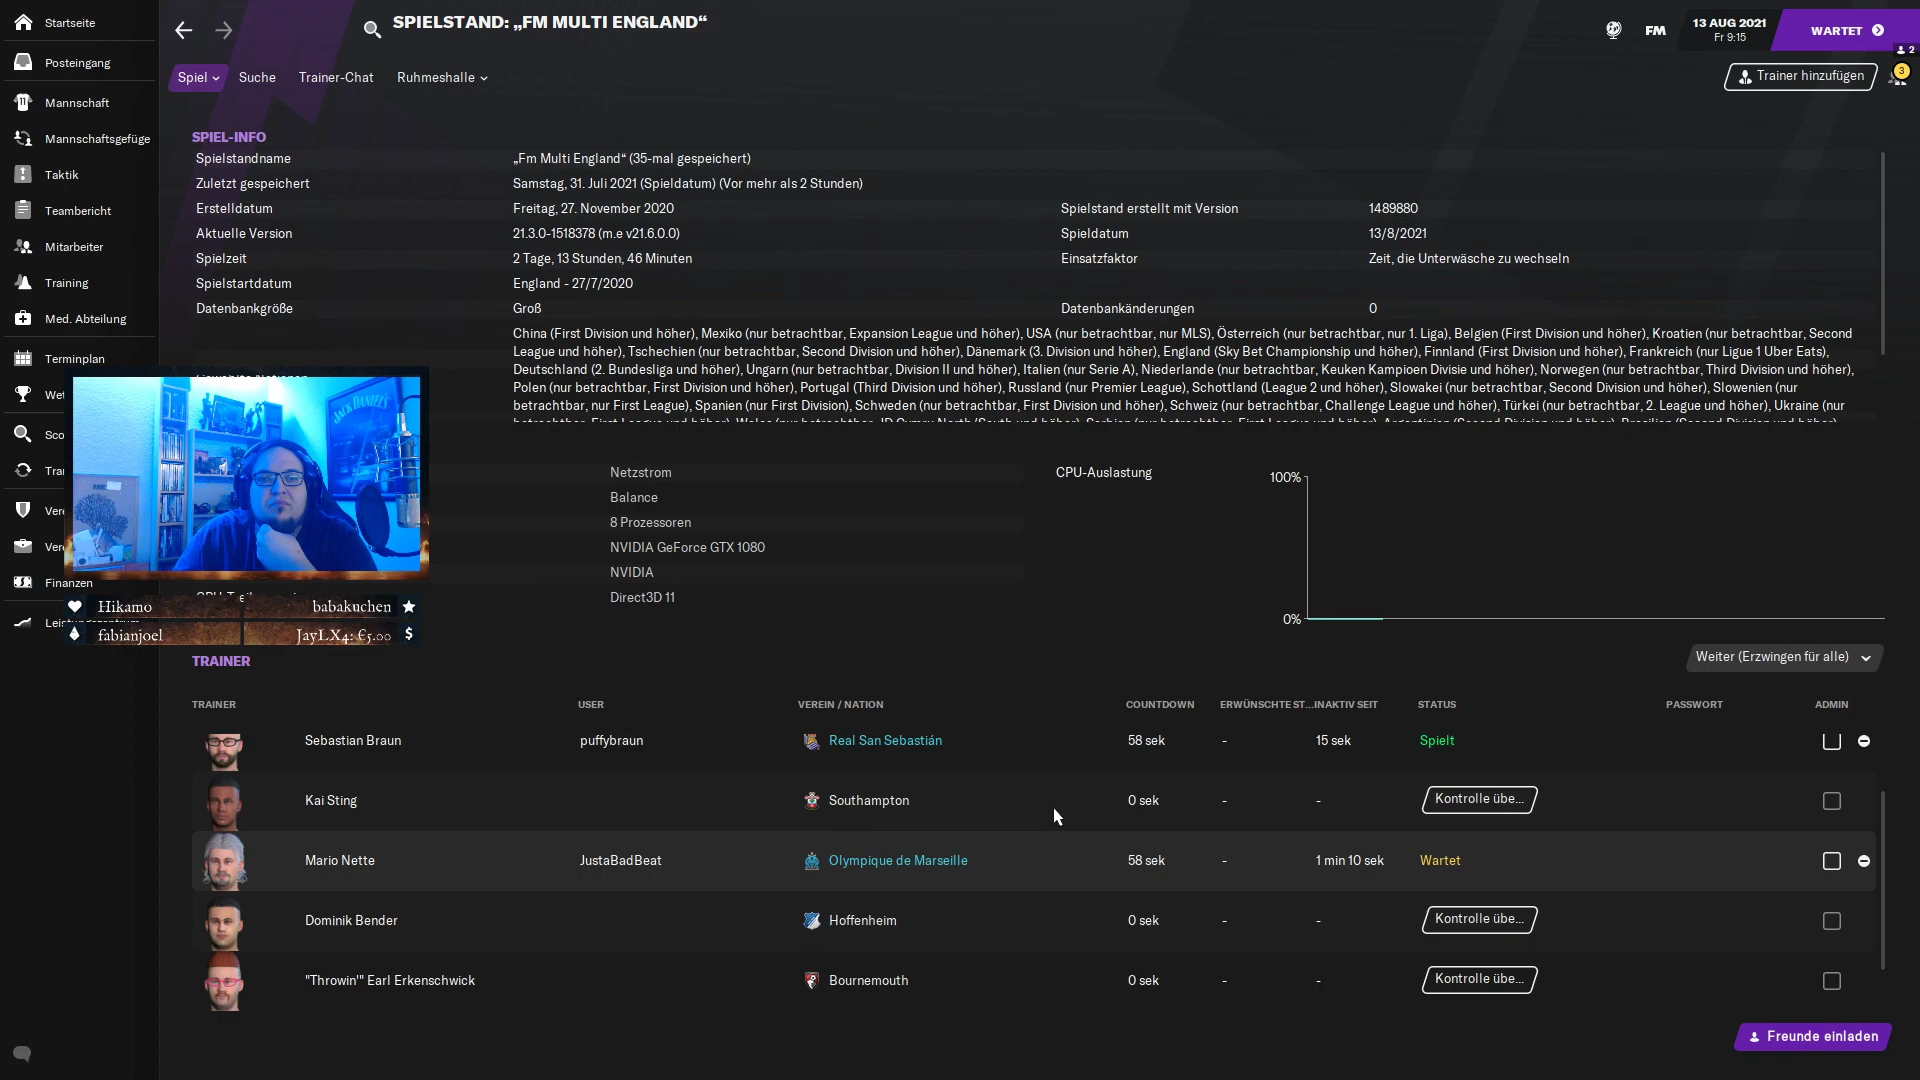 Startseite
SPIELSTAND: „FM MULTI ENGLAND“
FM
13 AUG 2021
Fr 9:15
WARTET
2
Posteingang
Spiel
Suche
Trainer-Chat
Ruhmeshalle
Trainer hinzufügen
3
Mannschaft
Mannschaftsgefüge
Taktik
Teambericht
Mitarbeiter
Training
Med. Abteilung
Terminplan
SPIEL-INFO
Spielstandname
„Fm Multi England“ (35-mal gespeichert)
Zuletzt gespeichert
Samstag, 31. Juli 2021 (Spieldatum) (Vor mehr als 2 Stunden)
Erstelldatum
Freitag, 27. November 2020
Spielstand erstellt mit Version
1489880
Aktuelle Version
21.3.0-1518378 (m.e v21.6.0.0)
Spieldatum
13/8/2021
Spielzeit
2 Tage, 13 Stunden, 46 Minuten
Einsatzfaktor
Zeit, die Unterwäsche zu wechseln
Spielstartdatum
England - 27/7/2020
Datenbankgröße
Groß
Datenbankänderungen
0
China (First Division und höher), Mexiko (nur betrachtbar, Expansion League und höher), USA (nur betrachtbar, nur MLS), Österreich (nur betrachtbar, nur 1. Liga), Belgien (First Division und höher), Kroatien (nur betrachtbar, Second
League und höher), Tschechien (nur betrachtbar, Second Division und höher), Dänemark (3. Division und höher), England (Sky Bet Championship und höher), Finnland (First Division und höher), Frankreich (nur Ligue 1 Uber Eats),
Deutschland (2. Bundesliga und höher), Ungarn (nur betrachtbar, Division II und höher), Italien (nur Serie A), Niederlande (nur betrachtbar, Keuken Kampioen Divisie und höher), Norwegen (nur betrachtbar, Third Division und höher),
Polen (nur betrachtbar, First Division und höher), Portugal (Third Division und höher), Russland (nur Premier League), Schottland (League 2 und höher), Slowakei (nur betrachtbar, Second Division und höher), Slowenien (nur
betrachtbar, nur First League), Spanien (nur First Division), Schweden (nur betrachtbar, First Division und höher), Schweiz (nur betrachtbar, Challenge League und höher), Türkei (nur betrachtbar, 2. League und höher), Ukraine (nur
Wet
Sco
Tra
Vere
Ver
Finanzen
JACK DANIEL'S
Netzstrom
Balance
8 Prozessoren
NVIDIA GeForce GTX 1080
NVIDIA
Direct3D 11
CPU-Auslastung
100%
0%
Hikamo
babakuchen
fabianjoel
JayLX4: €5.00
$
TRAINER
Weiter (Erzwingen für alle)
TRAINER
USER
VEREIN / NATION
COUNTDOWN
ERWÜNSCHTE ST...
INAKTIV SEIT
STATUS
PASSWORT
ADMIN
Sebastian Braun
puffybraun
Real San Sebastián
58 sek
-
15 sek
Spielt
Kai Sting
Southampton
0 sek
-
-
Kontrolle übe...
Mario Nette
JustaBadBeat
Olympique de Marseille
58 sek
-
1 min 10 sek
Wartet
Dominik Bender
Hoffenheim
0 sek
-
-
Kontrolle übe...
"Throwin'" Earl Erkenschwick
Bournemouth
0 sek
-
-
Kontrolle übe...
Freunde einladen